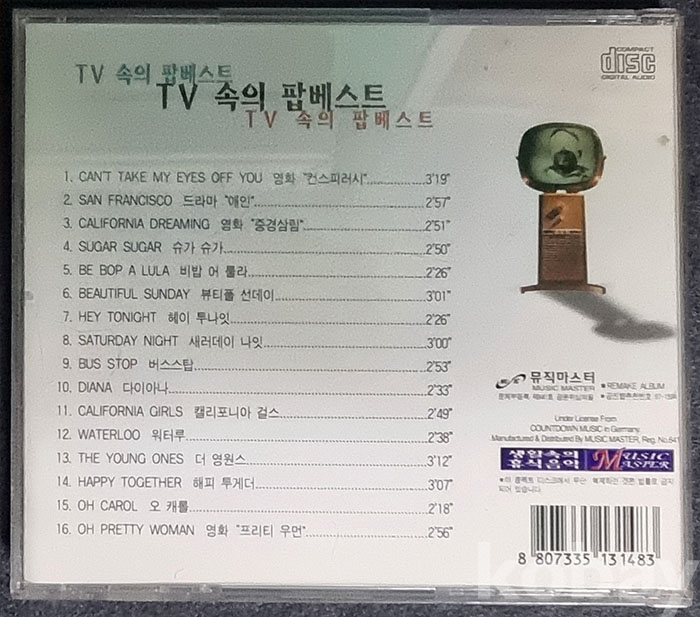 TV 속의 팝베스트
TV 속의 팝베스트
TV 속의 팝베스트
COMPACT
disc
DIGITAL AUDIO
1. CAN'T TAKE MY EYES OFF YOU 영화 "컨스피러시" 3'19"
2. SAN FRANCISCO 드라마 "애인" 2'57"
3. CALIFORNIA DREAMING 영화 "중경삼림" 2'51"
4. SUGAR SUGAR 슈가 슈가 2'50"
5. BE BOP A LULA 비밥 어 룰라 2'26"
6. BEAUTIFUL SUNDAY 뷰티플 선데이 3'01"
7. HEY TONIGHT 헤이 투나잇 2'26"
8. SATURDAY NIGHT 새러데이 나잇 3'00"
9. BUS STOP 버스스탑 2'53"
10. DIANA 다이아나 2'33"
11. CALIFORNIA GIRLS 캘리포니아 걸스 2'49"
12. WATERLOO 워터루 2'38"
13. THE YOUNG ONES 더 영원스 3'12"
14. HAPPY TOGETHER 해피 투게더 3'07"
15. OH CAROL 오 캐롤 2'18"
16. OH PRETTY WOMAN 영화 "프리티 우먼" 2'56"
뮤직마스터
MUSIC MASTER
● REMAKE ALBUM
Under License From
COUNTDOWN MUSIC in Germany.
Manufactured & Distributed By MUSIC MASTER, Reg. No.641
생활속의
휴식음악
MUSIC
MASTER
8 807335 131483
kobay